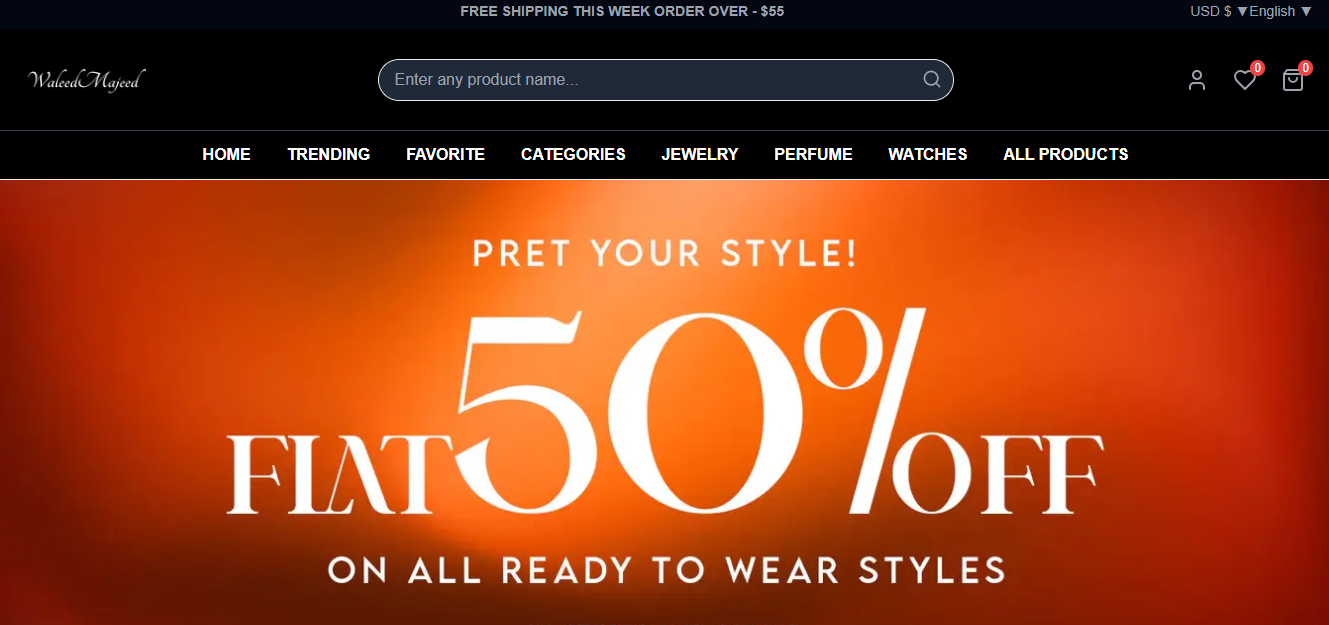 FREE SHIPPING THIS WEEK ORDER OVER - $55
USD $ ▼English ▼
WaleedMajeed
Enter any product name...
0
0
HOME TRENDING FAVORITE CATEGORIES JEWELRY PERFUME WATCHES ALL PRODUCTS
PRET YOUR STYLE!
FLAT 50% OFF
ON ALL READY TO WEAR STYLES